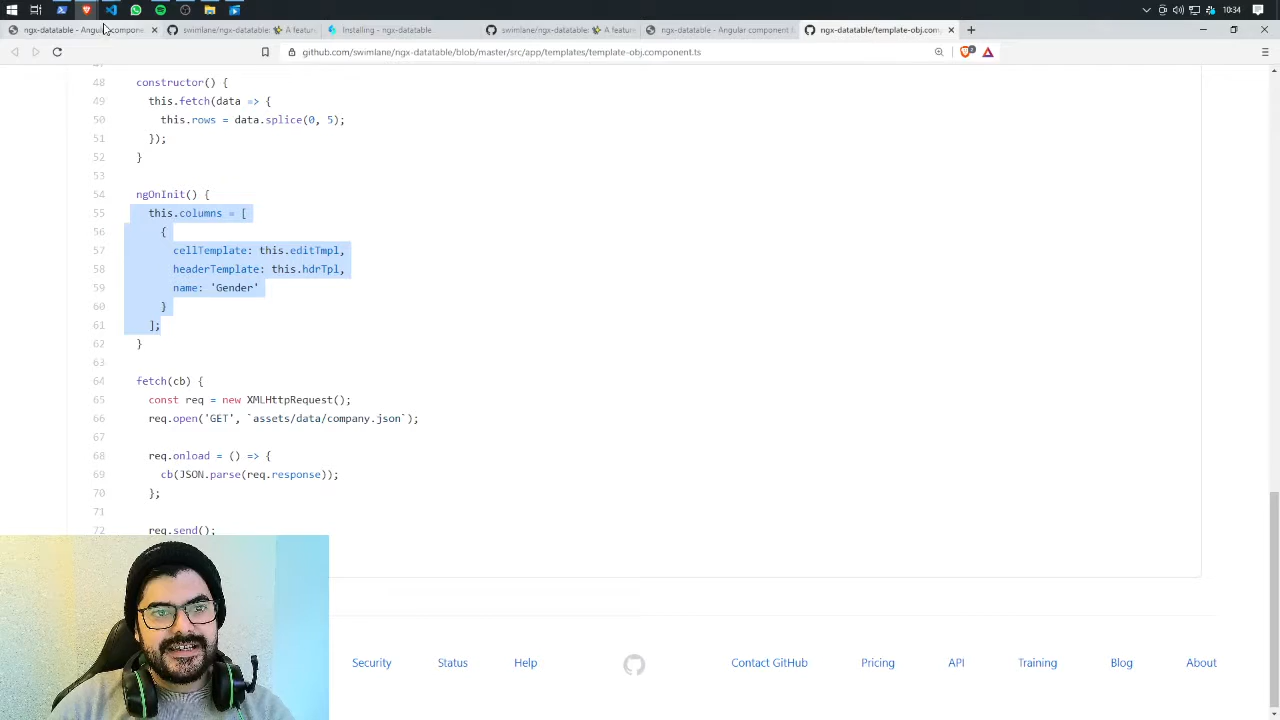 10:34
ngx-datatable - Angular compone
swimlane/ngx-datatable: ✨ A featur
Installing - ngx-datatable
swimlane/ngx-datatable: ✨ A featur
ngx-datatable - Angular component
ngx-datatable/template-obj.com
github.com/swimlane/ngx-datatable/blob/master/src/app/templates/template-obj.component.ts
48 constructor() {
49 this.fetch(data => {
50 this.rows = data.splice(0, 5);
51 });
52 }
53
54 ngOnInit() {
55 this.columns = [
56 {
57 cellTemplate: this.editTmpl,
58 headerTemplate: this.hdrTpl,
59 name: 'Gender'
60 }
61 ];
62 }
63
64 fetch(cb) {
65 const req = new XMLHttpRequest();
66 req.open('GET', `assets/data/company.json`);
67
68 req.onload = () => {
69 cb(JSON.parse(req.response));
70 };
71
72 req.send();
Security Status Help Contact GitHub Pricing API Training Blog About